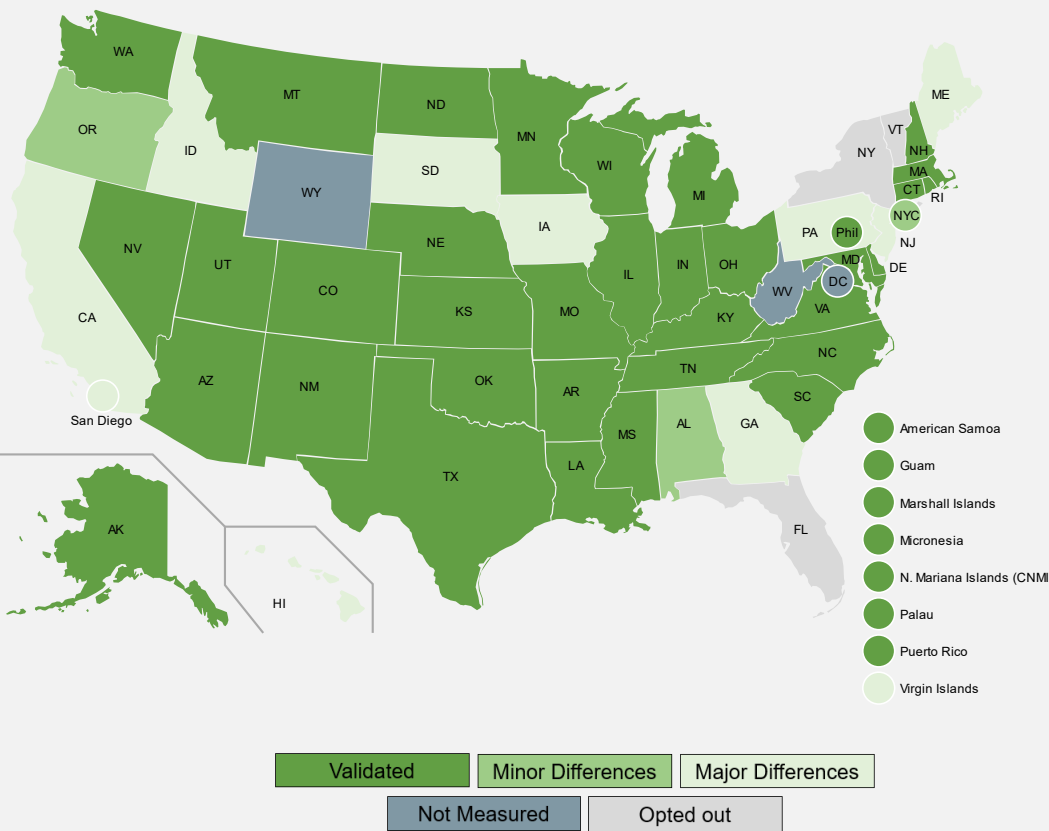 WA
ME
MT
ND
VT
OR
MN
NH
NY
ID
WI
MA
SD
CT
WY
MI
RI
NYC
IA
PA
Phil
NE
NJ
NV
OH
MD
DE
UT
IL
IN
DC
CO
WV
CA
KS
MO
VA
KY
NC
TN
AZ
NM
OK
AR
SC
San Diego
MS
AL
GA
American Samoa
LA
Guam
TX
Marshall Islands
AK
FL
Micronesia
N. Mariana Islands (CNMI
HI
Palau
Puerto Rico
Virgin Islands
Validated
Minor Differences
Major Differences
Not Measured
Opted out